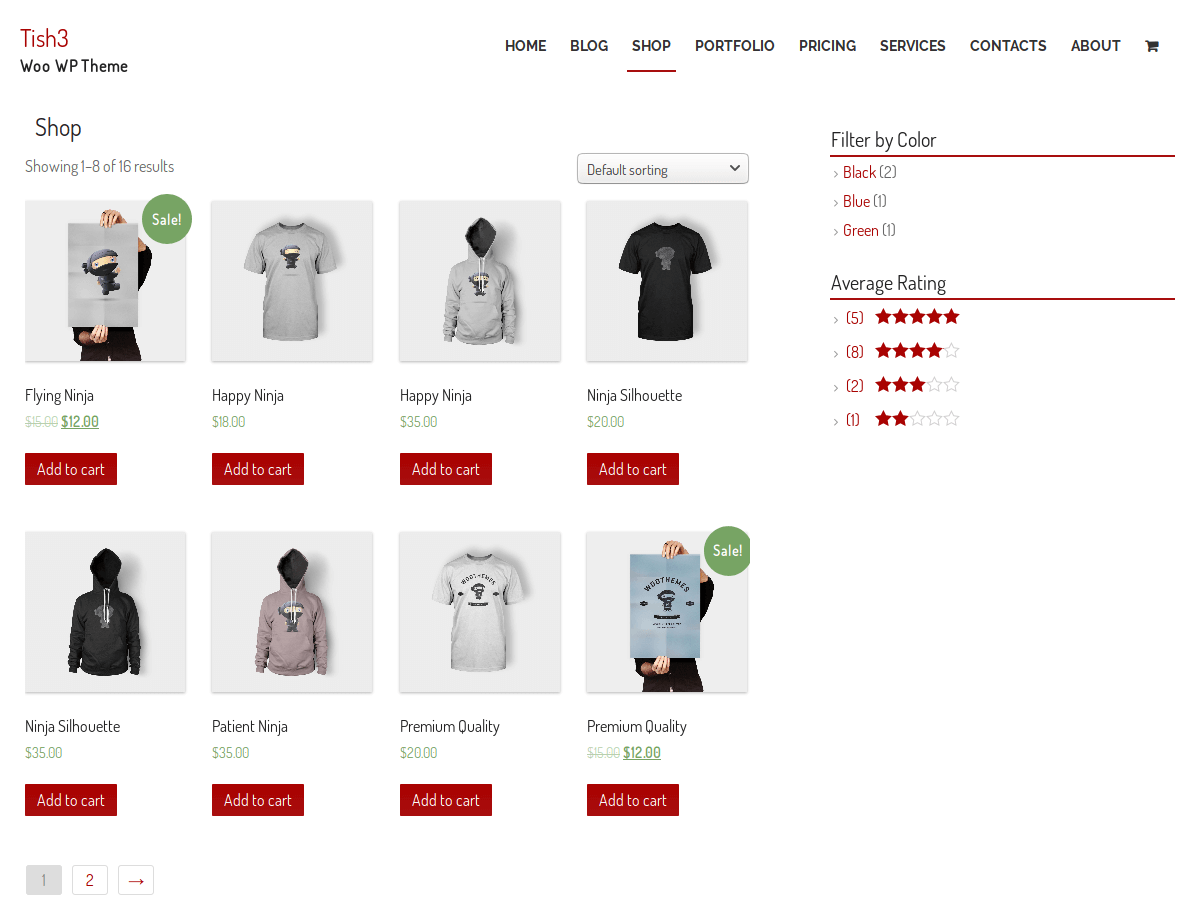 Tish3
Woo WP Theme
HOME BLOG SHOP PORTFOLIO PRICING SERVICES CONTACTS ABOUT
Shop
Showing 1–8 of 16 results
Default sorting
Sale!
Flying Ninja
$15.00 $12.00
Add to cart
Happy Ninja
$18.00
Add to cart
Happy Ninja
$35.00
Add to cart
Ninja Silhouette
$20.00
Add to cart
Ninja Silhouette
$35.00
Add to cart
Patient Ninja
$35.00
Add to cart
WOOTHEMES
Premium Quality
$20.00
Add to cart
Sale!
WOOTHEMES
Premium Quality
$15.00 $12.00
Add to cart
1 2 →
Filter by Color
Black (2)
Blue (1)
Green (1)
Average Rating
(5)
(8)
(2)
(1)